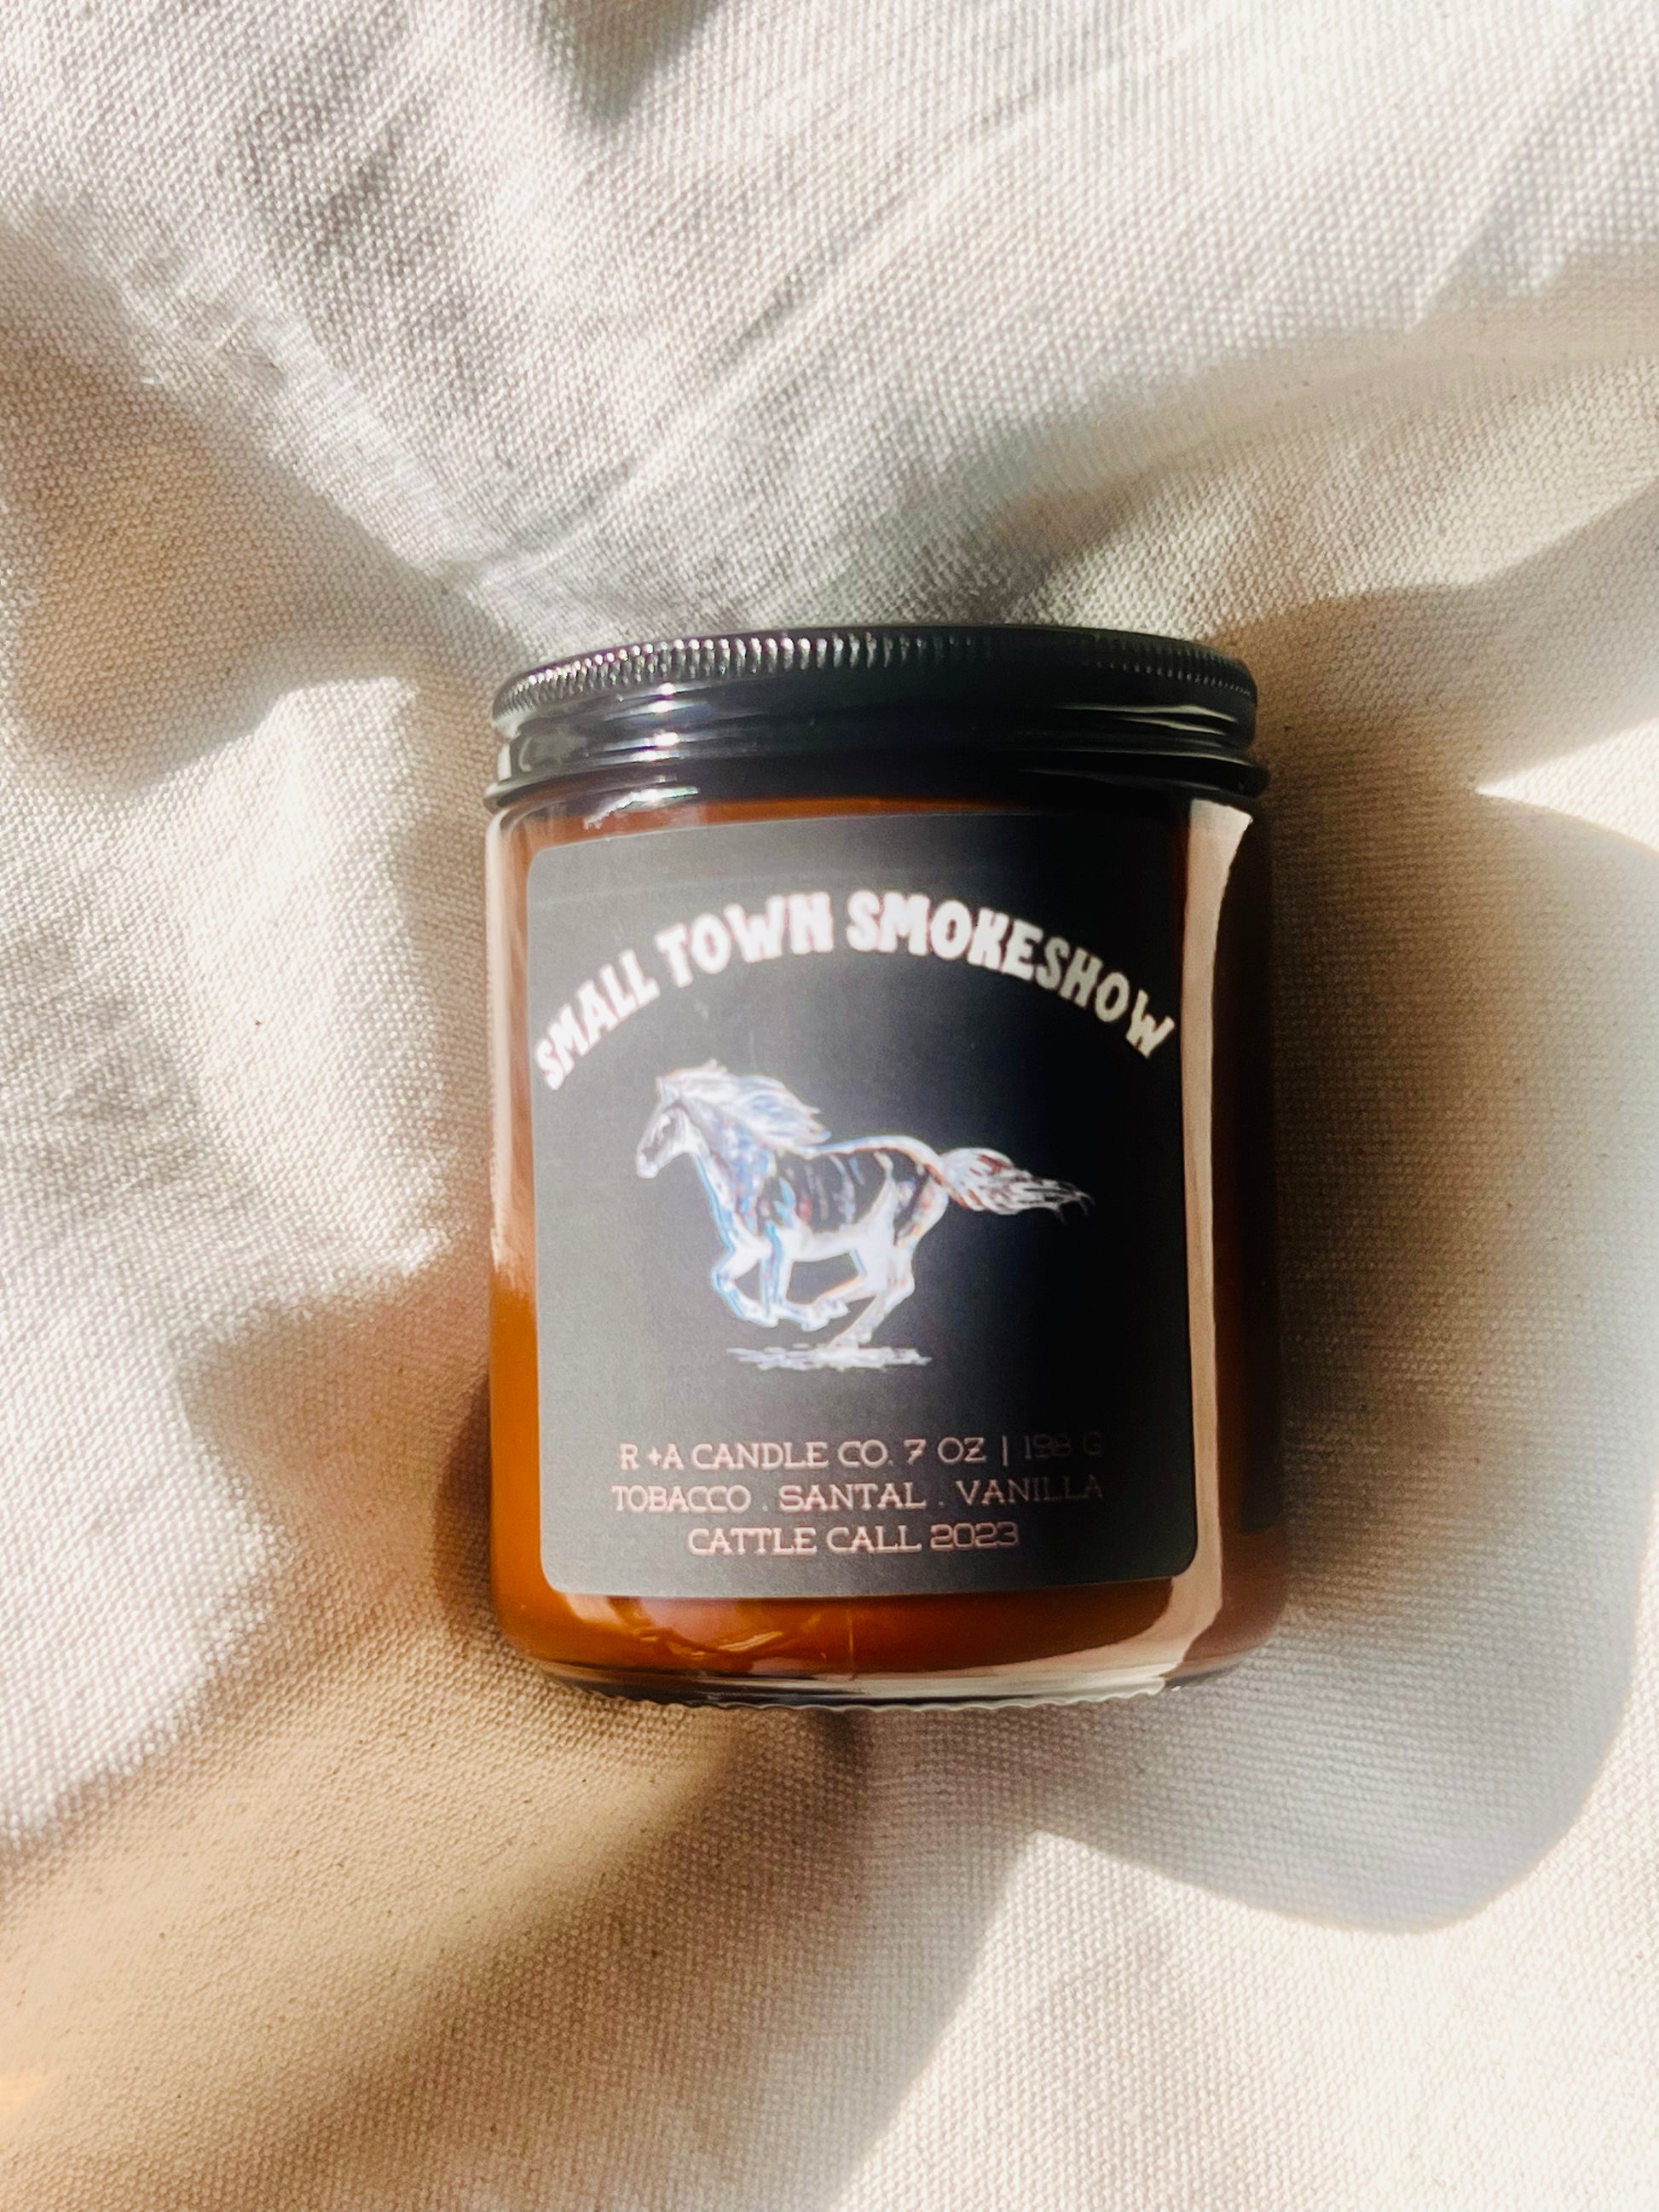 SMALL TOWN SMOKESHOW
R +A CANDLE CO. 7 OZ | 198 G
TOBACCO . SANTAL . VANILLA
CATTLE CALL 2023